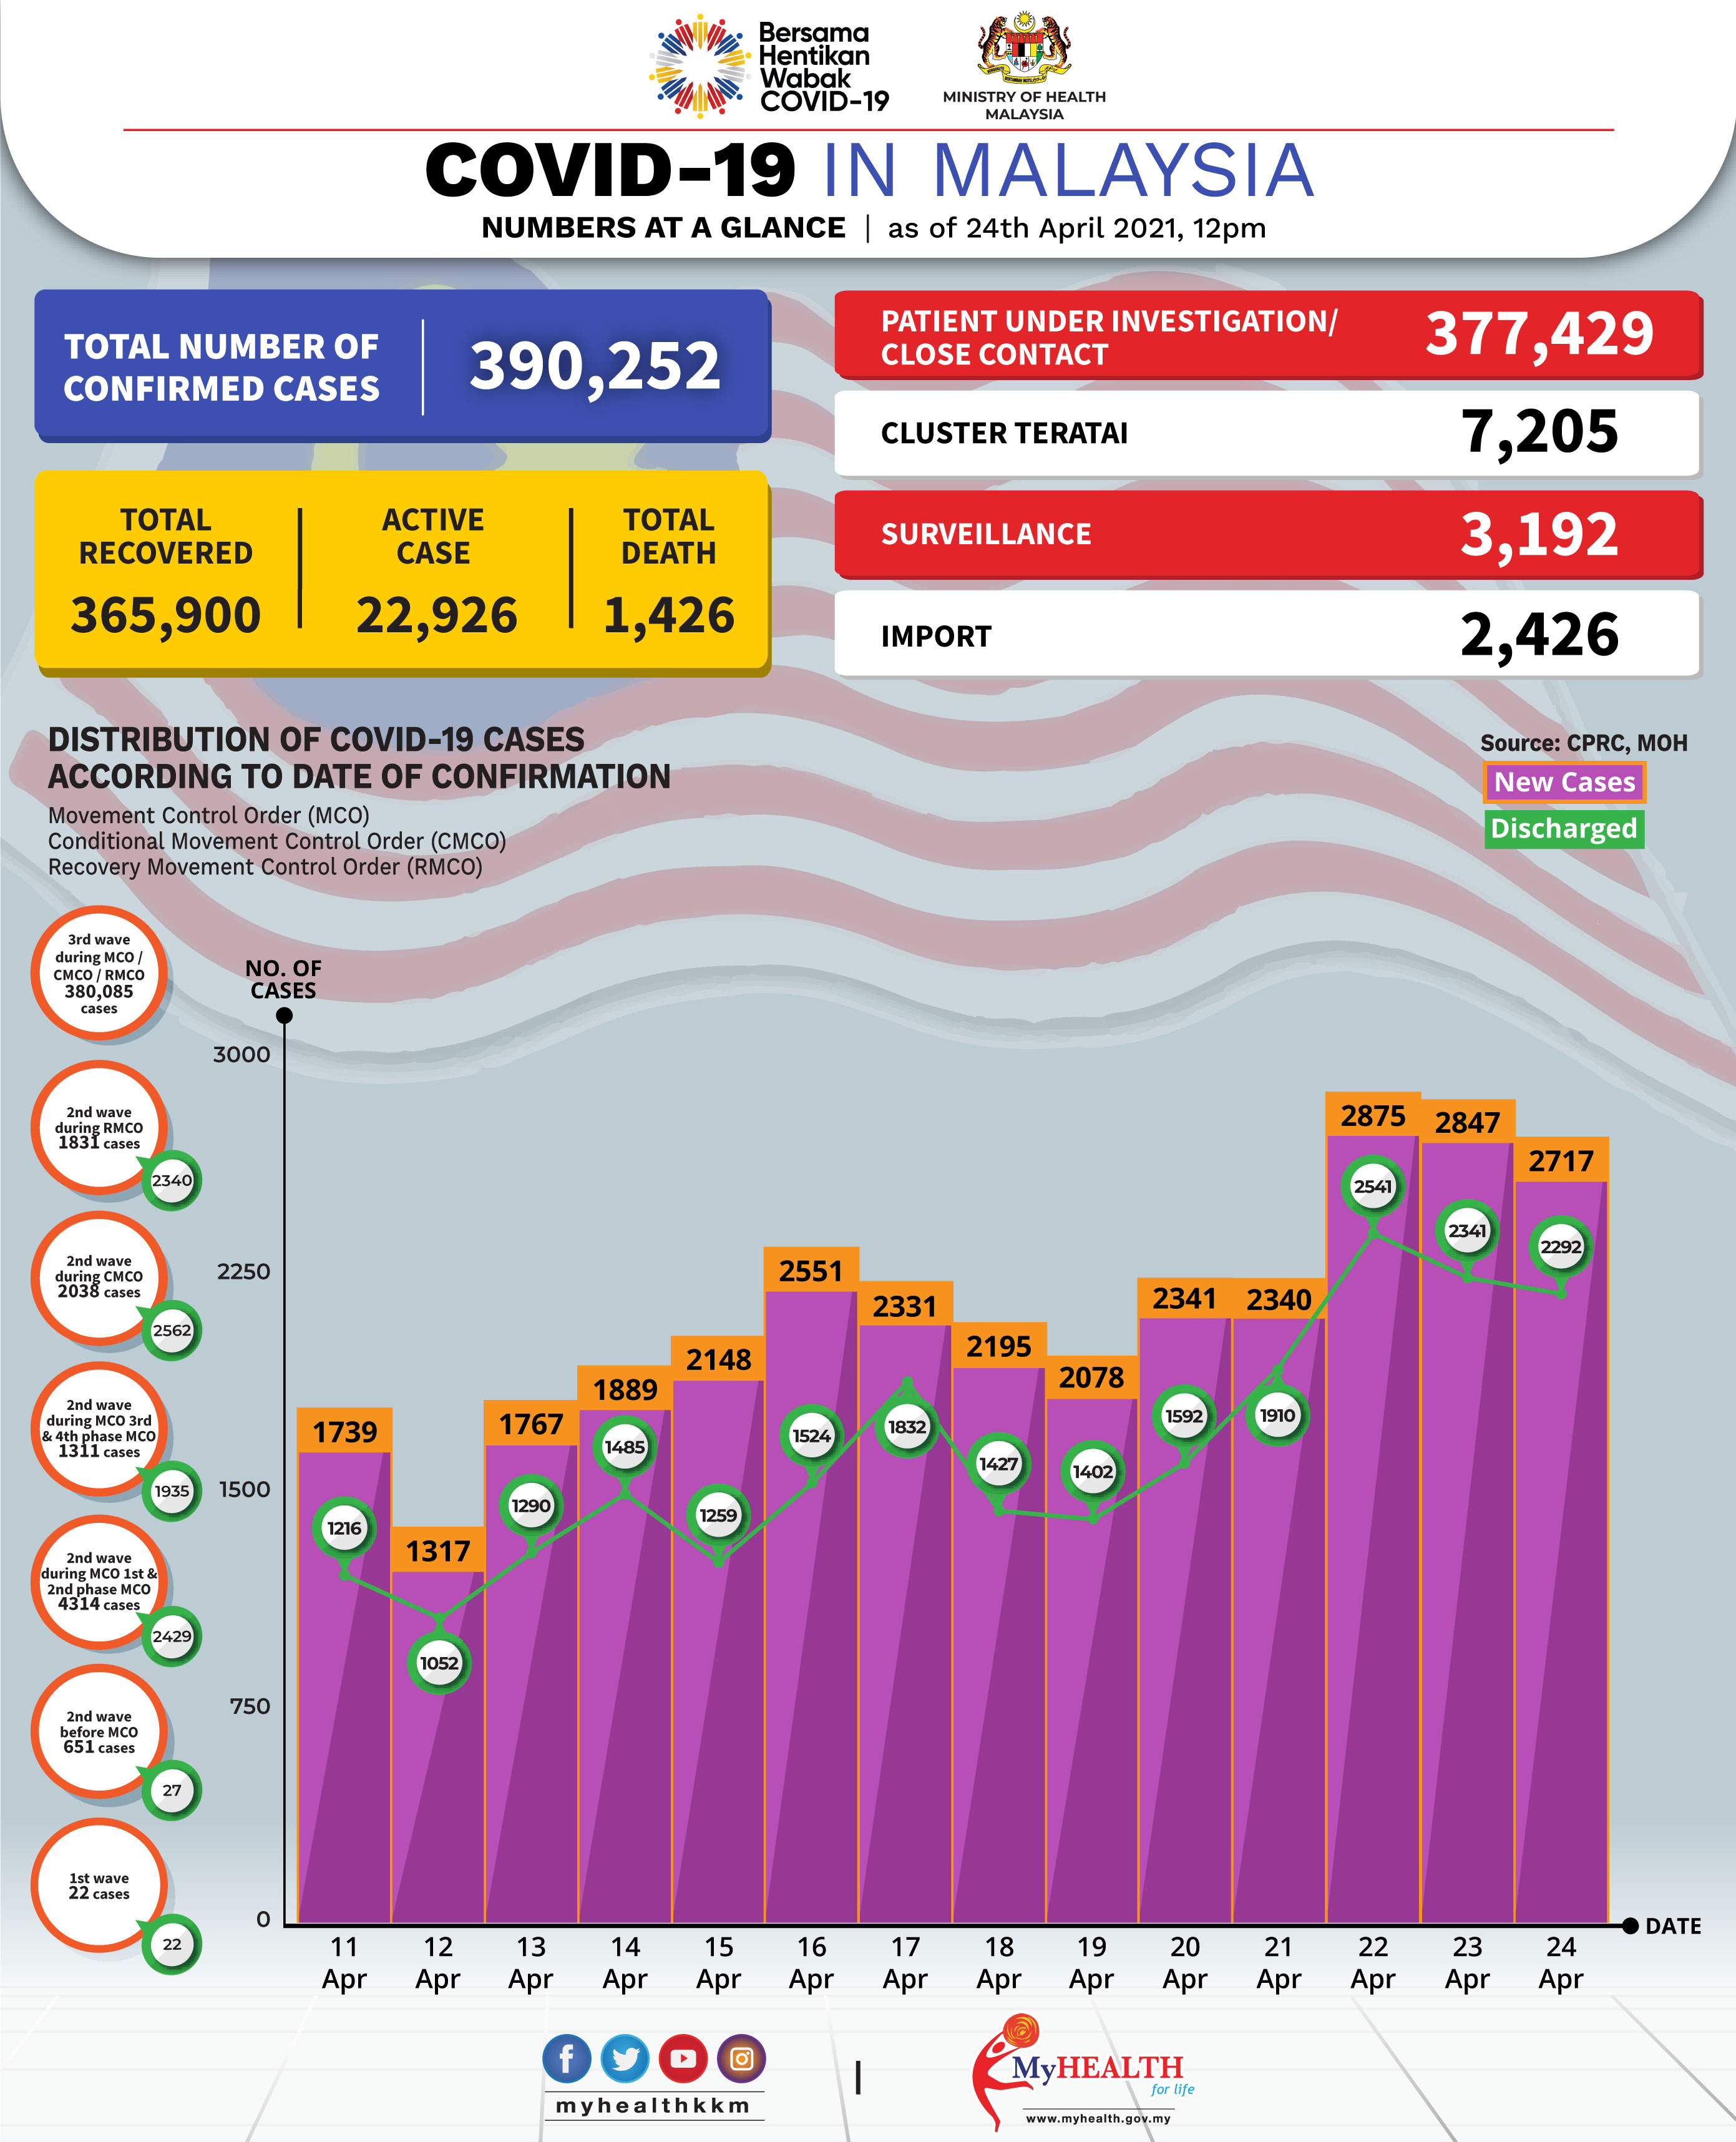 Bersama
Hentikan
Wabak
COVID-19
MINISTRY OF HEALTH
MALAYSIA
COVID-19 IN MALAYSIA
NUMBERS AT A GLANCE | as of 24th April 2021, 12pm
TOTAL NUMBER OF
CONFIRMED CASES
390,252
TOTAL
RECOVERED
365,900
ACTIVE
CASE
22,926
TOTAL
DEATH
1,426
PATIENT UNDER INVESTIGATION/
CLOSE CONTACT
377,429
CLUSTER TERATAI
7,205
SURVEILLANCE
3,192
IMPORT
2,426
DISTRIBUTION OF COVID-19 CASES
ACCORDING TO DATE OF CONFIRMATION
Movement Control Order (MCO)
Conditional Movement Control Order (CMCO)
Recovery Movement Control Order (RMCO)
Source: CPRC, MOH
New Cases
Discharged
3rd wave
during MCO /
CMCO / RMCO
380,085
cases
2nd wave
during RMCO
1831 cases
2340
2nd wave
during CMCO
2038 cases
2562
2nd wave
during MCO 3rd
& 4th phase MCO
1311 cases
1935
2nd wave
during MCO 1st &
2nd phase MCO
4314 cases
2429
2nd wave
before MCO
651 cases
27
1st wave
22 cases
22
NO. OF
CASES
3000
2250
1500
750
0
1739
1317
1767
1889
2148
2551
2331
2195
2078
2341
2340
2875
2847
2717
1216
1052
1290
1485
1259
1524
1832
1427
1402
1592
1910
2541
2341
2292
11
Apr
12
Apr
13
Apr
14
Apr
15
Apr
16
Apr
17
Apr
18
Apr
19
Apr
20
Apr
21
Apr
22
Apr
23
Apr
24
Apr
DATE
myhealthkkm
MyHEALTH
for life
www.myhealth.gov.my